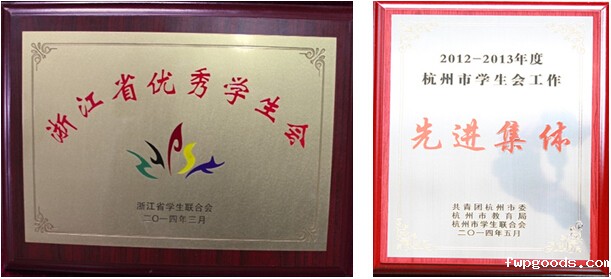 浙江省优秀学生会
浙江省学生联合会
二〇一四年三月
2012-2013年度
杭州市学生会工作
先进集体
共青团杭州市委
杭州市教育局
杭州市学生联合会
二〇一四年五月
fwpgoods.com